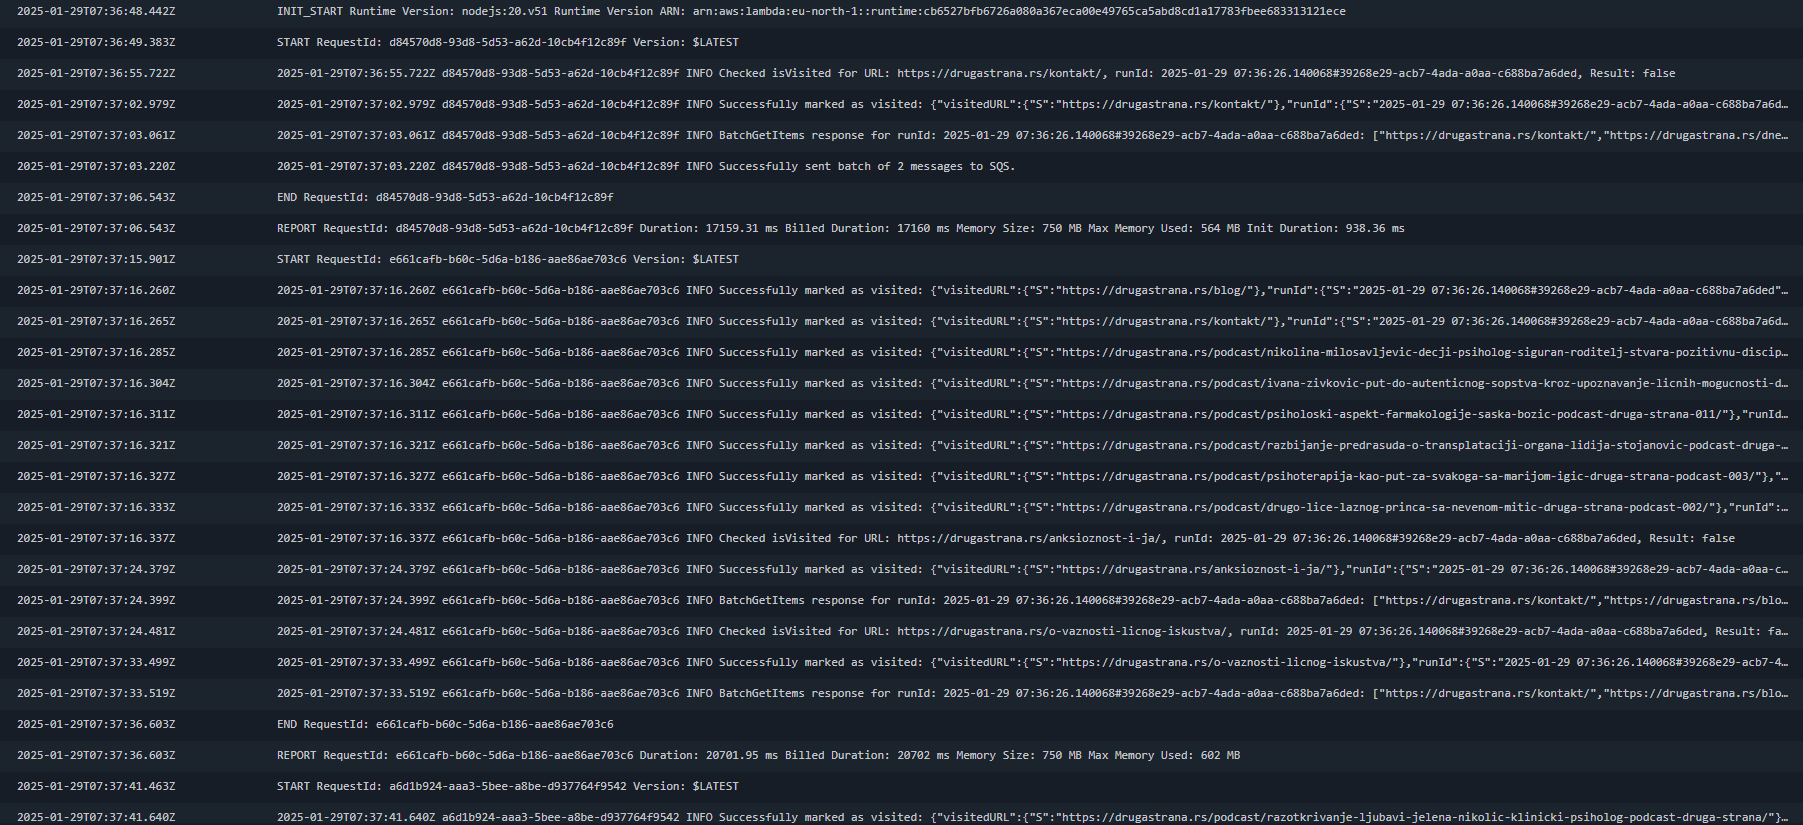 2025-01-29T07:36:48.442Z INIT_START Runtime Version: nodejs:20.v51 Runtime Version ARN: arn:aws:lambda:eu-north-1::runtime:cb6527bfb6726a080a367eca00e49765ca5abd8cd1a17783fbee683313121ece
2025-01-29T07:36:49.383Z START RequestId: d84570d8-93d8-5d53-a62d-10cb4f12c89f Version: $LATEST
2025-01-29T07:36:55.722Z 2025-01-29T07:36:55.722Z d84570d8-93d8-5d53-a62d-10cb4f12c89f INFO Checked isVisited for URL: https://drugastrana.rs/kontakt/, runId: 2025-01-29 07:36:26.140068#39268e29-acb7-4ada-a0aa-c688ba7a6ded, Result: false
2025-01-29T07:37:02.979Z 2025-01-29T07:37:02.979Z d84570d8-93d8-5d53-a62d-10cb4f12c89f INFO Successfully marked as visited: {"visitedURL":{"S":"https://drugastrana.rs/kontakt/"},"runId":{"S":"2025-01-29 07:36:26.140068#39268e29-acb7-4ada-a0aa-c688ba7a6d…
2025-01-29T07:37:03.061Z 2025-01-29T07:37:03.061Z d84570d8-93d8-5d53-a62d-10cb4f12c89f INFO BatchGetItems response for runId: 2025-01-29 07:36:26.140068#39268e29-acb7-4ada-a0aa-c688ba7a6ded: ["https://drugastrana.rs/kontakt/","https://drugastrana.rs/dne…
2025-01-29T07:37:03.220Z 2025-01-29T07:37:03.220Z d84570d8-93d8-5d53-a62d-10cb4f12c89f INFO Successfully sent batch of 2 messages to SQS.
2025-01-29T07:37:06.543Z END RequestId: d84570d8-93d8-5d53-a62d-10cb4f12c89f
2025-01-29T07:37:06.543Z REPORT RequestId: d84570d8-93d8-5d53-a62d-10cb4f12c89f Duration: 17159.31 ms Billed Duration: 17160 ms Memory Size: 750 MB Max Memory Used: 564 MB Init Duration: 938.36 ms
2025-01-29T07:37:15.901Z START RequestId: e661cafb-b60c-5d6a-b186-aae86ae703c6 Version: $LATEST
2025-01-29T07:37:16.260Z 2025-01-29T07:37:16.260Z e661cafb-b60c-5d6a-b186-aae86ae703c6 INFO Successfully marked as visited: {"visitedURL":{"S":"https://drugastrana.rs/blog/"},"runId":{"S":"2025-01-29 07:36:26.140068#39268e29-acb7-4ada-a0aa-c688ba7a6ded"…
2025-01-29T07:37:16.265Z 2025-01-29T07:37:16.265Z e661cafb-b60c-5d6a-b186-aae86ae703c6 INFO Successfully marked as visited: {"visitedURL":{"S":"https://drugastrana.rs/kontakt/"},"runId":{"S":"2025-01-29 07:36:26.140068#39268e29-acb7-4ada-a0aa-c688ba7a6d…
2025-01-29T07:37:16.285Z 2025-01-29T07:37:16.285Z e661cafb-b60c-5d6a-b186-aae86ae703c6 INFO Successfully marked as visited: {"visitedURL":{"S":"https://drugastrana.rs/podcast/nikolina-milosavljevic-decji-psiholog-siguran-roditelj-stvara-pozitivnu-discip…
2025-01-29T07:37:16.304Z 2025-01-29T07:37:16.304Z e661cafb-b60c-5d6a-b186-aae86ae703c6 INFO Successfully marked as visited: {"visitedURL":{"S":"https://drugastrana.rs/podcast/ivana-zivkovic-put-do-autenticnog-sopstva-kroz-upoznavanje-licnih-mogucnosti-d…
2025-01-29T07:37:16.311Z 2025-01-29T07:37:16.311Z e661cafb-b60c-5d6a-b186-aae86ae703c6 INFO Successfully marked as visited: {"visitedURL":{"S":"https://drugastrana.rs/podcast/psiholoski-aspekt-farmakologije-saska-bozic-podcast-druga-strana-011/"},"runId…
2025-01-29T07:37:16.321Z 2025-01-29T07:37:16.321Z e661cafb-b60c-5d6a-b186-aae86ae703c6 INFO Successfully marked as visited: {"visitedURL":{"S":"https://drugastrana.rs/podcast/razbijanje-predrasuda-o-transplataciji-organa-lidija-stojanovic-podcast-druga-…
2025-01-29T07:37:16.327Z 2025-01-29T07:37:16.327Z e661cafb-b60c-5d6a-b186-aae86ae703c6 INFO Successfully marked as visited: {"visitedURL":{"S":"https://drugastrana.rs/podcast/psihoterapija-kao-put-za-svakoga-sa-marijom-igic-druga-strana-podcast-003/"},"…
2025-01-29T07:37:16.333Z 2025-01-29T07:37:16.333Z e661cafb-b60c-5d6a-b186-aae86ae703c6 INFO Successfully marked as visited: {"visitedURL":{"S":"https://drugastrana.rs/podcast/drugo-lice-laznog-princa-sa-nevenom-mitic-druga-strana-podcast-002/"},"runId":…
2025-01-29T07:37:16.337Z 2025-01-29T07:37:16.337Z e661cafb-b60c-5d6a-b186-aae86ae703c6 INFO Checked isVisited for URL: https://drugastrana.rs/anksioznost-i-ja/, runId: 2025-01-29 07:36:26.140068#39268e29-acb7-4ada-a0aa-c688ba7a6ded, Result: false
2025-01-29T07:37:24.379Z 2025-01-29T07:37:24.379Z e661cafb-b60c-5d6a-b186-aae86ae703c6 INFO Successfully marked as visited: {"visitedURL":{"S":"https://drugastrana.rs/anksioznost-i-ja/"},"runId":{"S":"2025-01-29 07:36:26.140068#39268e29-acb7-4ada-a0aa-c…
2025-01-29T07:37:24.399Z 2025-01-29T07:37:24.399Z e661cafb-b60c-5d6a-b186-aae86ae703c6 INFO BatchGetItems response for runId: 2025-01-29 07:36:26.140068#39268e29-acb7-4ada-a0aa-c688ba7a6ded: ["https://drugastrana.rs/kontakt/","https://drugastrana.rs/blo…
2025-01-29T07:37:24.481Z 2025-01-29T07:37:24.481Z e661cafb-b60c-5d6a-b186-aae86ae703c6 INFO Checked isVisited for URL: https://drugastrana.rs/o-vaznosti-licnog-iskustva/, runId: 2025-01-29 07:36:26.140068#39268e29-acb7-4ada-a0aa-c688ba7a6ded, Result: fa…
2025-01-29T07:37:33.499Z 2025-01-29T07:37:33.499Z e661cafb-b60c-5d6a-b186-aae86ae703c6 INFO Successfully marked as visited: {"visitedURL":{"S":"https://drugastrana.rs/o-vaznosti-licnog-iskustva/"},"runId":{"S":"2025-01-29 07:36:26.140068#39268e29-acb7-4…
2025-01-29T07:37:33.519Z 2025-01-29T07:37:33.519Z e661cafb-b60c-5d6a-b186-aae86ae703c6 INFO BatchGetItems response for runId: 2025-01-29 07:36:26.140068#39268e29-acb7-4ada-a0aa-c688ba7a6ded: ["https://drugastrana.rs/kontakt/","https://drugastrana.rs/blo…
2025-01-29T07:37:36.603Z END RequestId: e661cafb-b60c-5d6a-b186-aae86ae703c6
2025-01-29T07:37:36.603Z REPORT RequestId: e661cafb-b60c-5d6a-b186-aae86ae703c6 Duration: 20701.95 ms Billed Duration: 20702 ms Memory Size: 750 MB Max Memory Used: 602 MB
2025-01-29T07:37:41.463Z START RequestId: a6d1b924-aaa3-5bee-a8be-d937764f9542 Version: $LATEST
2025-01-29T07:37:41.640Z 2025-01-29T07:37:41.640Z a6d1b924-aaa3-5bee-a8be-d937764f9542 INFO Successfully marked as visited: {"visitedURL":{"S":"https://drugastrana.rs/podcast/razotkrivanje-ljubavi-jelena-nikolic-klinicki-psiholog-podcast-druga-strana/"}…